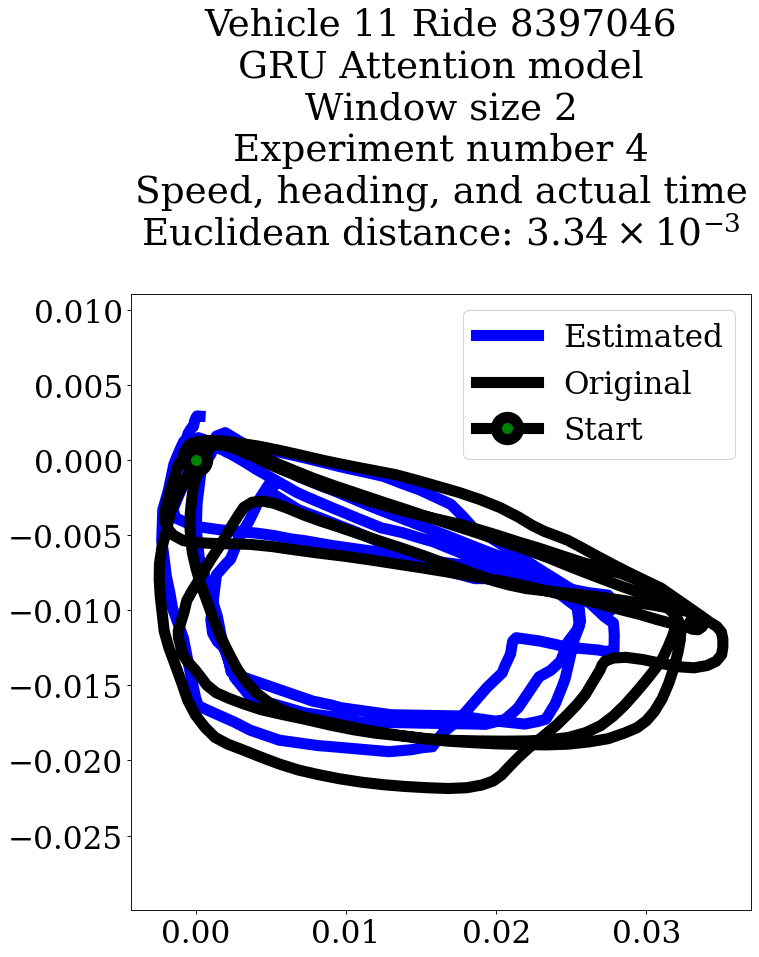 Vehicle 11 Ride 8397046
GRU Attention model
Window size 2
Experiment number 4
Speed, heading, and actual time
Euclidean distance: 3.34 × 10⁻³
Estimated
Original
Start
0.010
0.005
0.000
−0.005
−0.010
−0.015
−0.020
−0.025
0.00 0.01 0.02 0.03